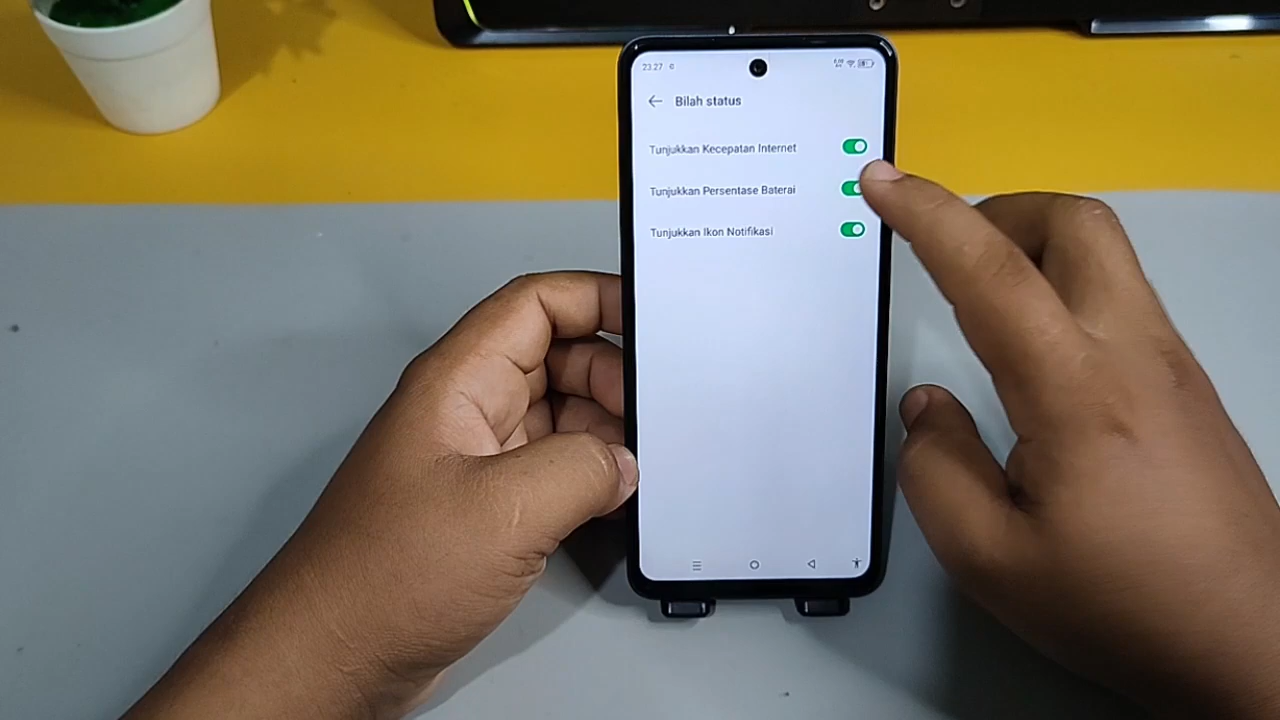 23.27
Bilah status
Tunjukkan Kecepatan Internet
Tunjukkan Persentase Baterai
Tunjukkan Ikon Notifikasi